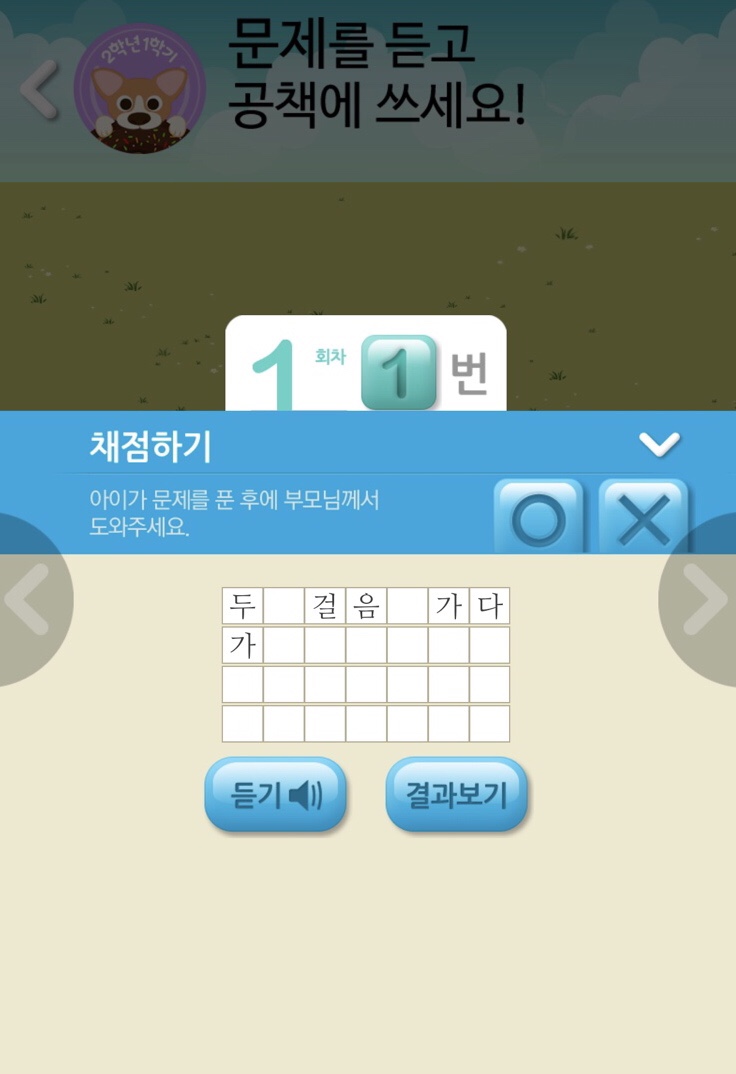 2학년 1학기
문제를 듣고
공책에 쓰세요!
1 회차 1 번
채점하기
아이가 문제를 푼 후에 부모님께서
도와주세요.
두 걸음 가다
가
듣기
결과보기